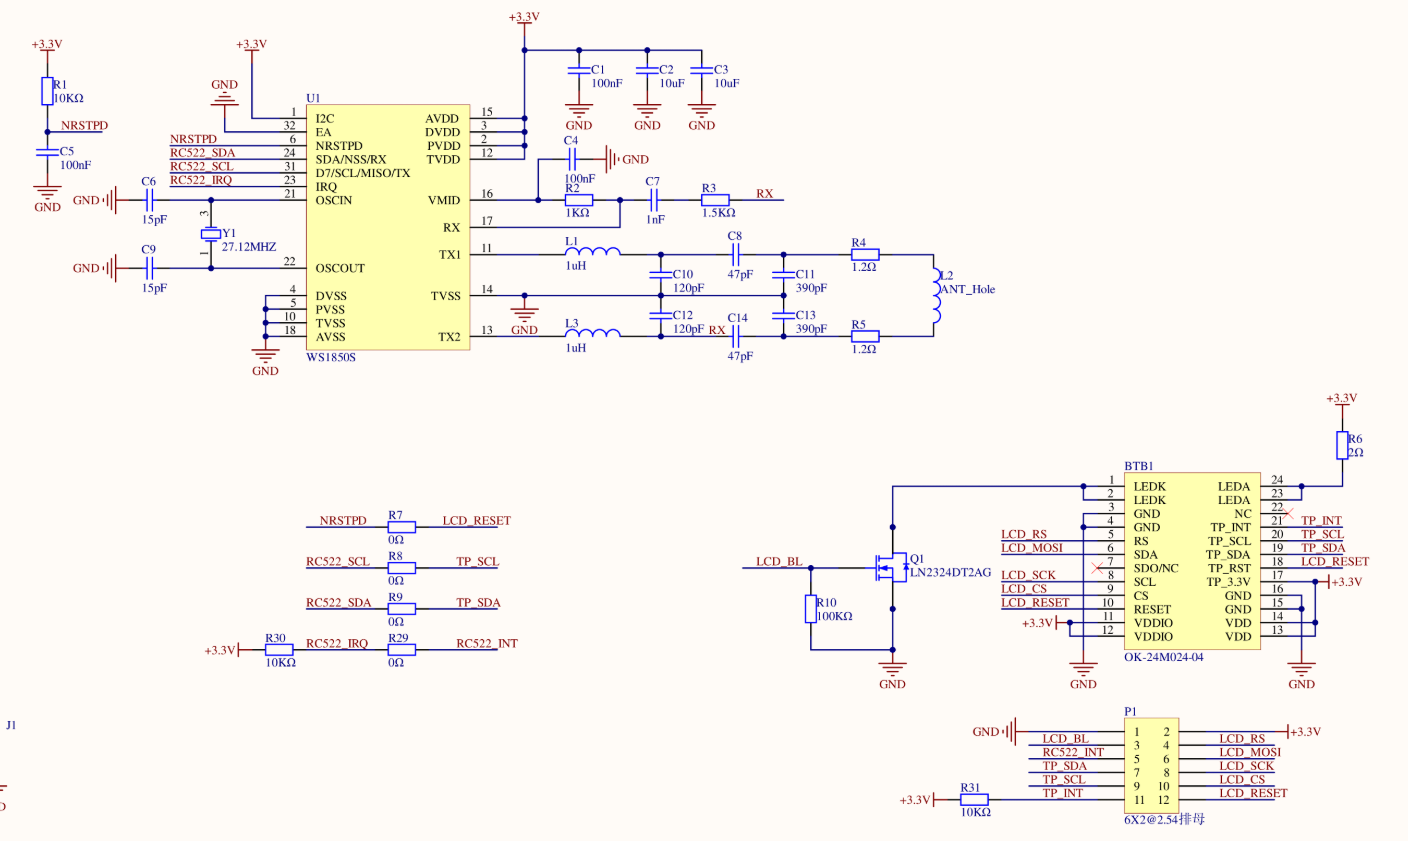 +3.3V
+3.3V
+3.3V
R1
10KΩ
NRSTPD
C5
100nF
GND
GND
C1
100nF
C2
10uF
C3
10uF
GND
GND
GND
U1
NRSTPD
RC522_SDA
RC522_SCL
RC522_IRQ
1 I2C
32 EA
6 NRSTPD
24 SDA/NSS/RX
31 D7/SCL/MISO/TX
23 IRQ
21 OSCIN
22 OSCOUT
4 DVSS
5 PVSS
10 TVSS
18 AVSS
AVDD 15
DVDD 3
PVDD 2
TVDD 12
VMID 16
RX 17
TX1 11
TVSS 14
TX2 13
WS1850S
GND
GND
C6
15pF
3
Y1
27.12MHZ
1
GND
C9
15pF
C4
100nF
GND
R2
1KΩ
C7
1nF
R3
1.5KΩ
RX
L1
1uH
C8
47pF
R4
1.2Ω
C10
120pF
C11
390pF
L2
ANT_Hole
GND
C12
120pF
C13
390pF
L3
1uH
RX
C14
47pF
R5
1.2Ω
NRSTPD
R7
0Ω
LCD_RESET
RC522_SCL
R8
0Ω
TP_SCL
RC522_SDA
R9
0Ω
TP_SDA
+3.3V
R30
10KΩ
RC522_IRQ
R29
0Ω
RC522_INT
LCD_BL
Q1
LN2324DT2AG
R10
100KΩ
GND
+3.3V
R6
2Ω
BTB1
LCD_RS
LCD_MOSI
LCD_SCK
LCD_CS
LCD_RESET
+3.3V
1 LEDK
2 LEDK
3 GND
4 GND
5 RS
6 SDA
7 SDO/NC
8 SCL
9 CS
10 RESET
11 VDDIO
12 VDDIO
LEDA 24
LEDA 23
NC 22
TP_INT 21 TP_INT
TP_SCL 20 TP_SCL
TP_SDA 19 TP_SDA
TP_RST 18 LCD_RESET
TP_3.3V 17 +3.3V
GND 16
GND 15
VDD 14
VDD 13
OK-24M024-04
GND
GND
P1
GND 1 2 +3.3V
LCD_BL 3 4 LCD_RS
RC522_INT 5 6 LCD_MOSI
TP_SDA 7 8 LCD_SCK
TP_SCL 9 10 LCD_CS
TP_INT 11 12 LCD_RESET
+3.3V
R31
10KΩ
6X2@2.54排母
J1